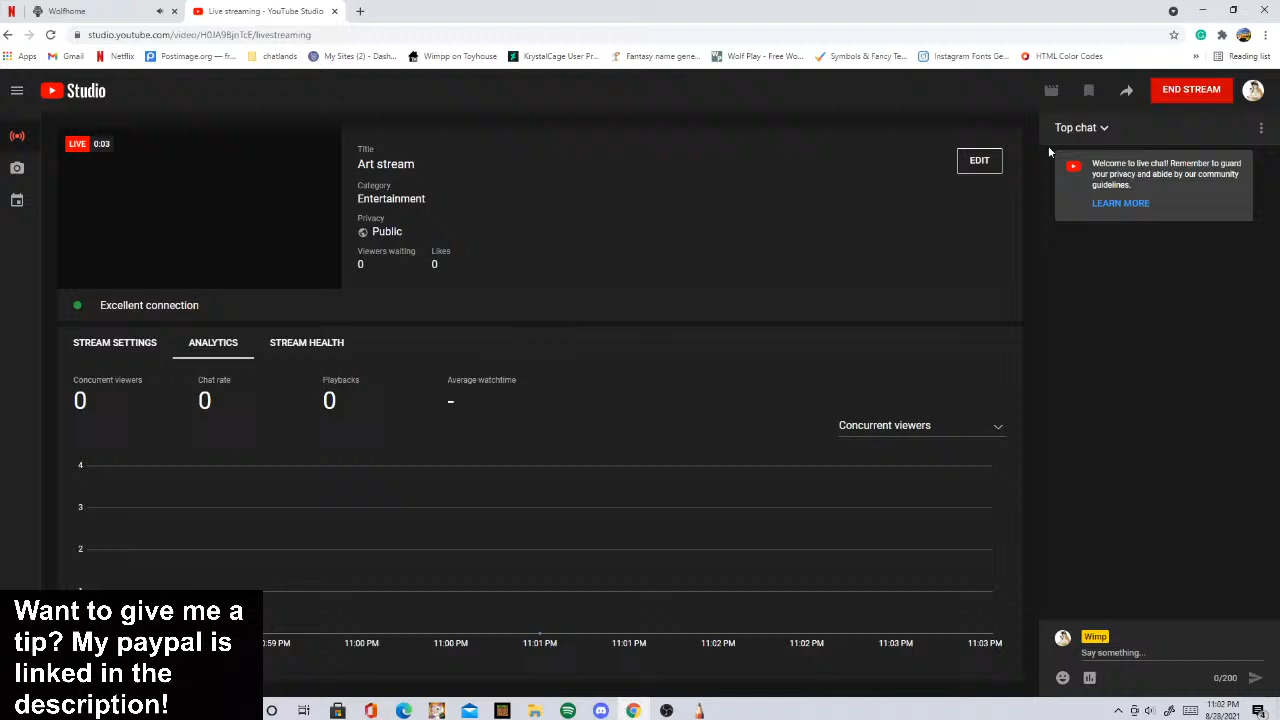 Wolfhome
Live streaming - YouTube Studio
studio.youtube.com/video/H0JA98jnTcE/livestreaming
Apps
Gmail
Netflix
Postimage.org –...
chatlands
My Sites (2) - Dash...
Wimpp on Toyhouse
KrystalCage User Pr...
Fantasy name gene...
Wolf Play - Free Wo...
Symbols & Fancy Te...
Instagram Fonts Ge...
HTML Color Codes
»
Reading list
Studio
END STREAM
LIVE 0:03
Title
Art stream
EDIT
Category
Entertainment
Privacy
Public
Viewers waiting Likes
0 0
Excellent connection
STREAM SETTINGS ANALYTICS STREAM HEALTH
Concurrent viewers Chat rate Playbacks Average watchtime
0 0 0 -
Concurrent viewers
4
3
2
:59 PM 11:00 PM 11:00 PM 11:01 PM 11:01 PM 11:02 PM 11:02 PM 11:03 PM 11:03 PM
Top chat
Welcome to live chat! Remember to guard
your privacy and abide by our community
guidelines.
LEARN MORE
Wimp
Say something...
0/200
Want to give me a
tip? My paypal is
linked in the
description!
11:02 PM
8/28/2021